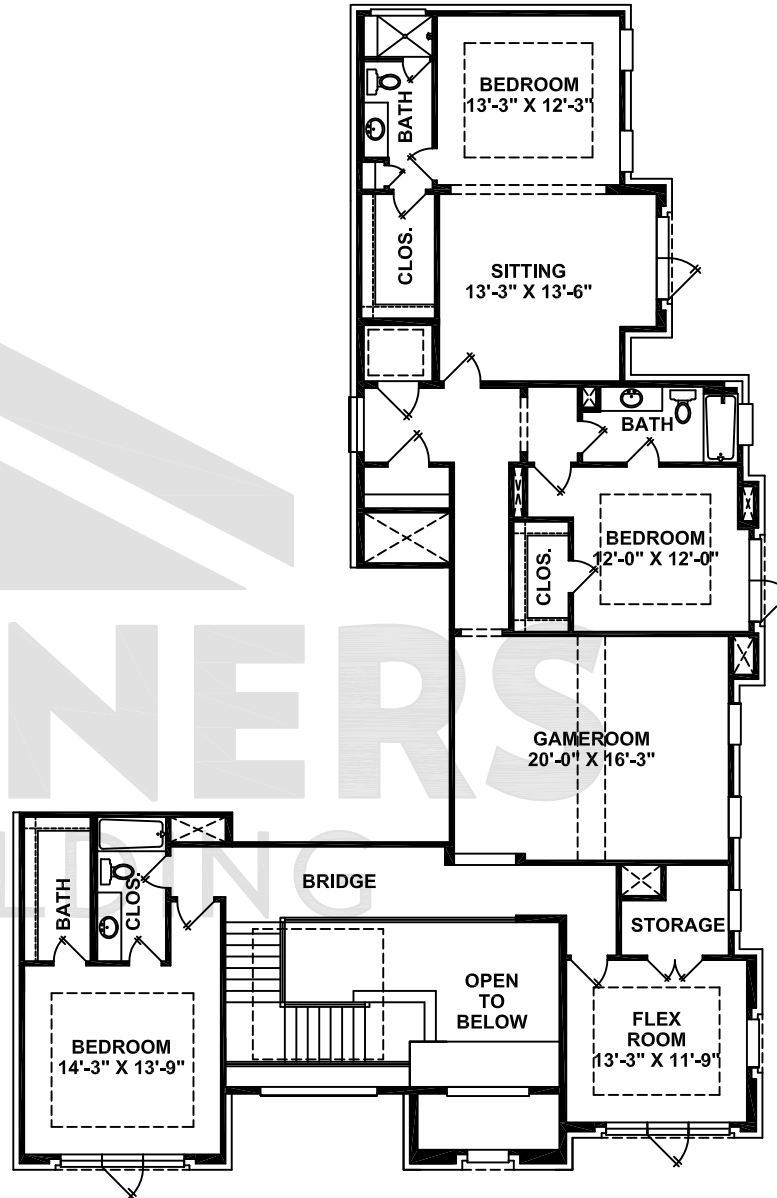 BEDROOM
13'-3" X 12'-3"
BATH
CLOS.
SITTING
13'-3" X 13'-6"
BATH
BEDROOM
12'-0" X 12'-0"
CLOS.
GAMEROOM
20'-0" X 16'-3"
NERS
LDING
BRIDGE
BATH
CLOS.
STORAGE
OPEN
TO
BELOW
BEDROOM
14'-3" X 13'-9"
FLEX
ROOM
13'-3" X 11'-9"